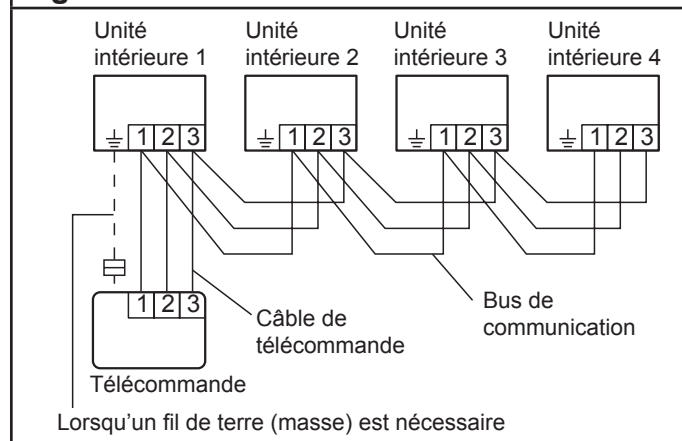 Unité intérieure 1
Unité intérieure 2
Unité intérieure 3
Unité intérieure 4
1 2 3
1 2 3
1 2 3
1 2 3
1 2 3
Télécommande
Câble de
télécommande
Bus de
communication
Lorsqu'un fil de terre (masse) est nécessaire